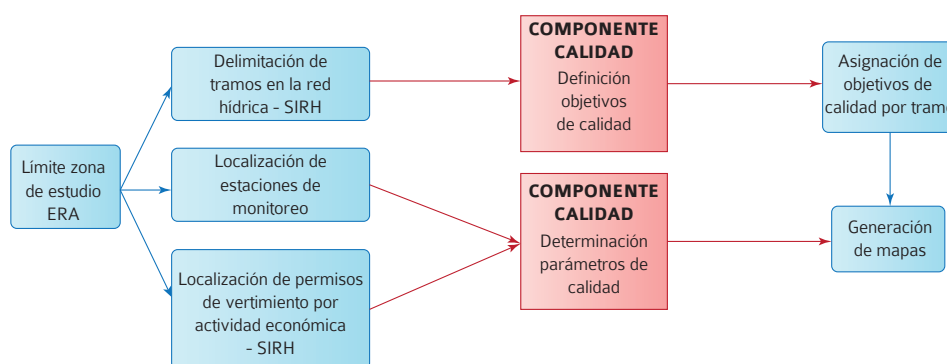 Límite zona
de estudio
ERA
Delimitación de
tramos en la red
hídrica - SIRH
Localización de
estaciones de
monitoreo
Localización de permisos
de vertimiento por
actividad económica
- SIRH
COMPONENTE
CALIDAD
Definición
objetivos
de calidad
COMPONENTE
CALIDAD
Determinación
parámetros de
calidad
Asignación de
objetivos de
calidad por tramo
Generación
de mapas